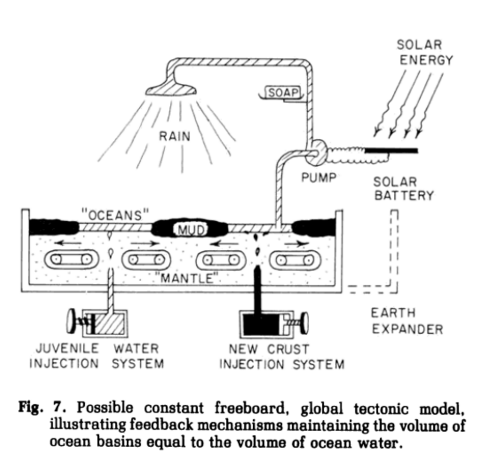 SOLAR
ENERGY
SOAP
RAIN
PUMP
SOLAR
BATTERY
"OCEANS"
MUD
"MANTLE"
EARTH
EXPANDER
JUVENILE WATER
INJECTION SYSTEM
NEW CRUST
INJECTION SYSTEM
Fig. 7. Possible constant freeboard, global tectonic model,
illustrating feedback mechanisms maintaining the volume of
ocean basins equal to the volume of ocean water.